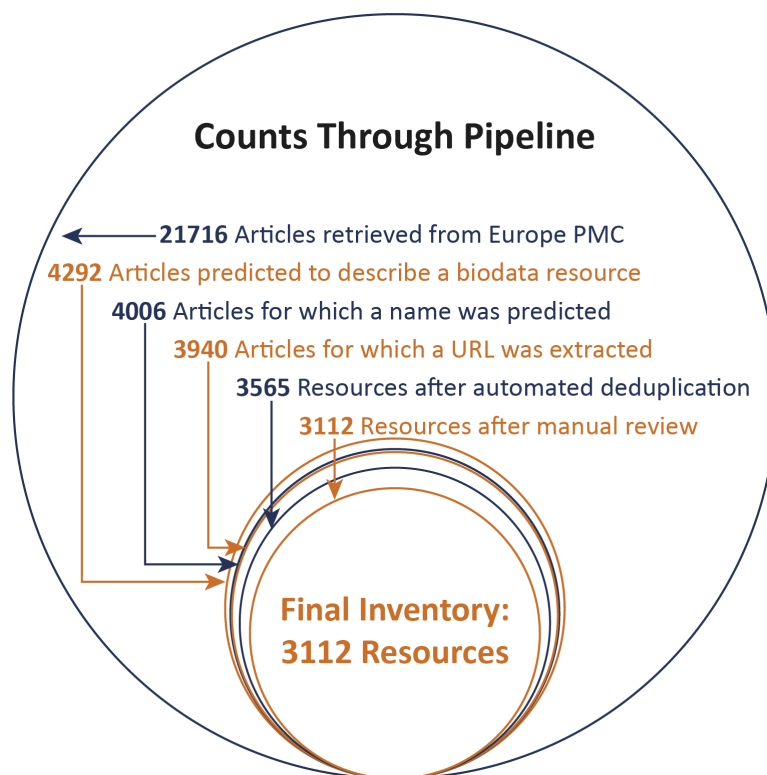 Counts Through Pipeline
21716 Articles retrieved from Europe PMC
4292 Articles predicted to describe a biodata resource
4006 Articles for which a name was predicted
3940 Articles for which a URL was extracted
3565 Resources after automated deduplication
3112 Resources after manual review
Final Inventory:
3112 Resources